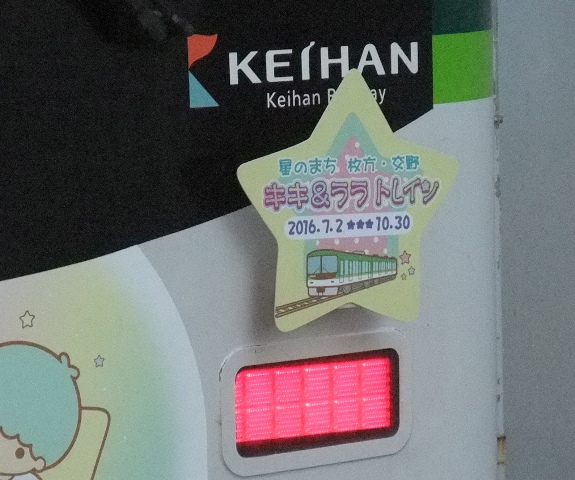 KEIHAN
Keihan
星のまち 枚方・交野
キキ&ララ トレイン
2016.7.2 ★★★ 10.30